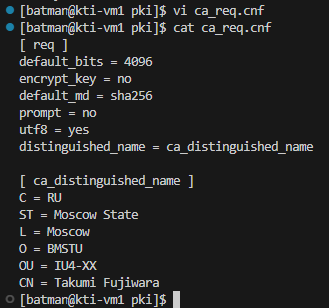 [batman@kti-vm1 pki]$ vi ca_req.cnf
[batman@kti-vm1 pki]$ cat ca_req.cnf
[ req ]
default_bits = 4096
encrypt_key = no
default_md = sha256
prompt = no
utf8 = yes
distinguished_name = ca_distinguished_name

[ ca_distinguished_name ]
C = RU
ST = Moscow State
L = Moscow
O = BMSTU
OU = IU4-XX
CN = Takumi Fujiwara
[batman@kti-vm1 pki]$